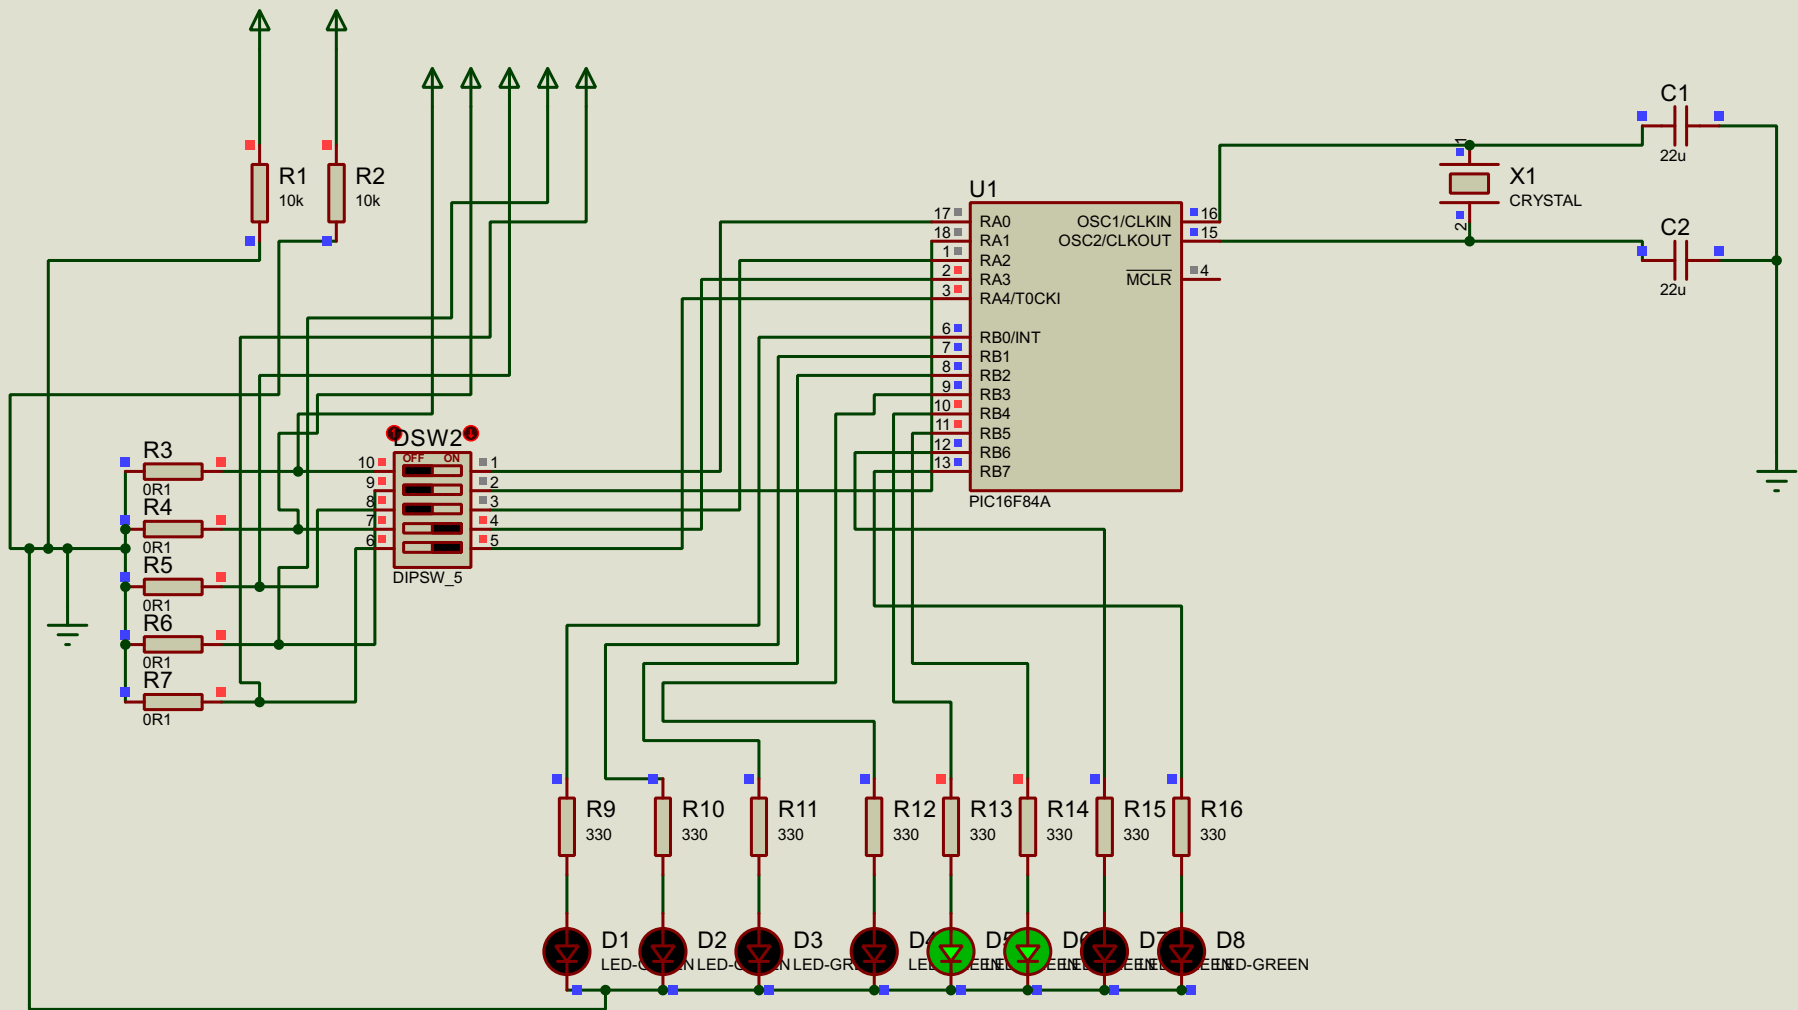 C1
22u
R1
10k
R2
10k
X1
CRYSTAL
1
2
C2
22u
U1
17
18
1
2
3
6
7
8
9
10
11
12
13
RA0
RA1
RA2
RA3
RA4/T0CKI
RB0/INT
RB1
RB2
RB3
RB4
RB5
RB6
RB7
OSC1/CLKIN
OSC2/CLKOUT
MCLR
16
15
4
PIC16F84A
R3
0R1
R4
0R1
R5
0R1
R6
0R1
R7
0R1
DSW2
OFF ON
10
9
8
7
6
1
2
3
4
5
DIPSW_5
R9
330
R10
330
R11
330
R12
330
R13
330
R14
330
R15
330
R16
330
D1
D2
D3
D8
LED-GREEN